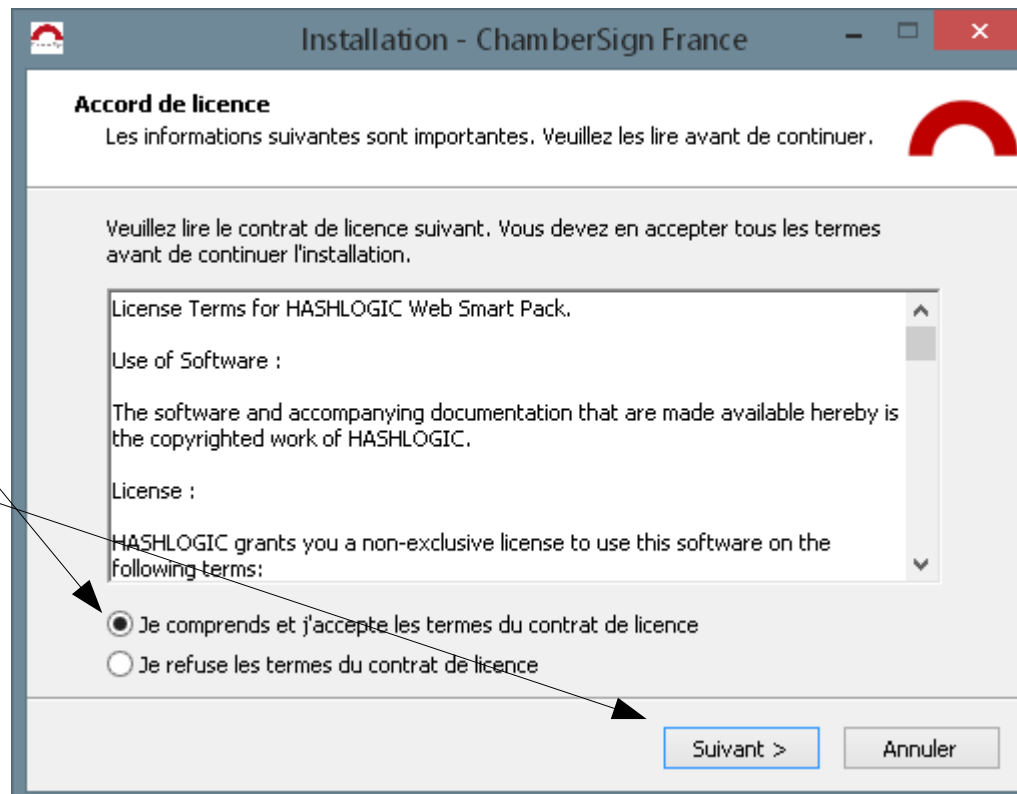 Installation - ChamberSign France
Accord de licence
Les informations suivantes sont importantes. Veuillez les lire avant de continuer.
Veuillez lire le contrat de licence suivant. Vous devez en accepter tous les termes
avant de continuer l'installation.
License Terms for HASHLOGIC Web Smart Pack.
Use of Software :
The software and accompanying documentation that are made available hereby is
the copyrighted work of HASHLOGIC.
License :
HASHLOGIC grants you a non-exclusive license to use this software on the
following terms:
Je comprends et j'accepte les termes du contrat de licence
Je refuse les termes du contrat de licence
Suivant >
Annuler